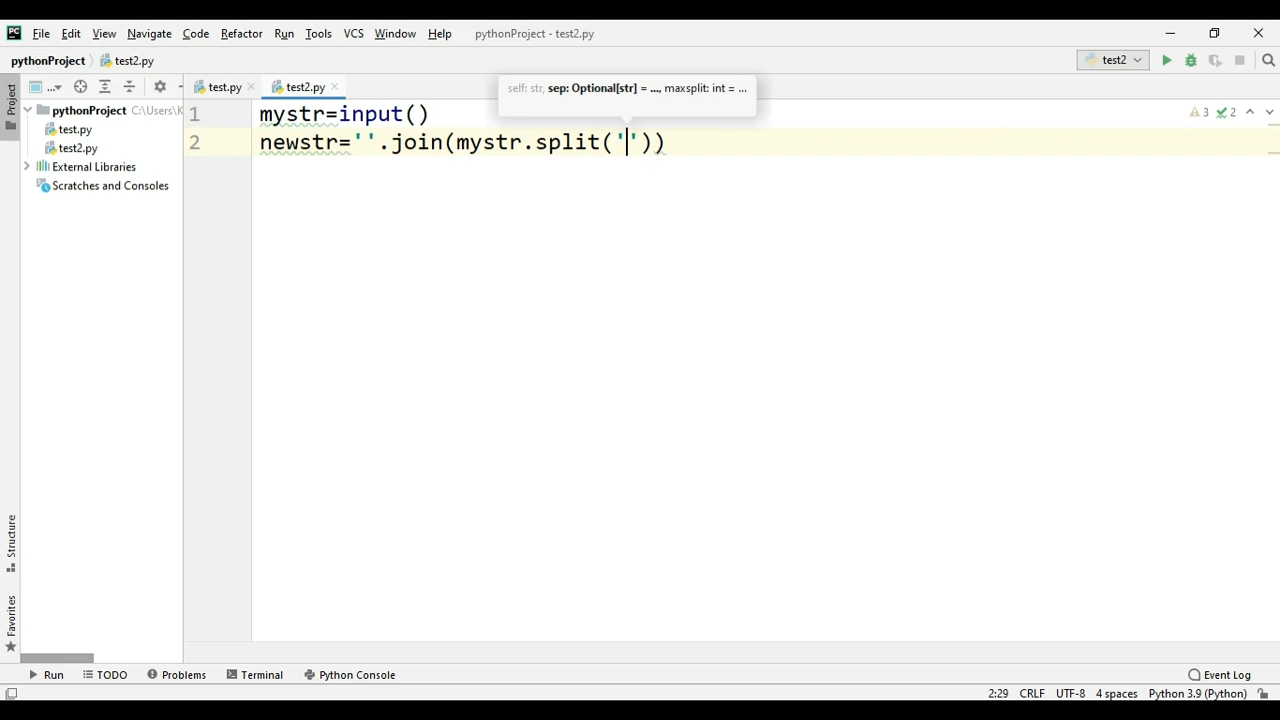 PC File Edit View Navigate Code Refactor Run Tools VCS Window Help pythonProject - test2.py
pythonProject test2.py test2
Project ... test.py test2.py self: str, sep: Optional[str] = ..., maxsplit: int = ...
pythonProject C:\Users\K
test.py
test2.py
External Libraries
Scratches and Consoles
1 mystr=input() 3 2
2 newstr=''.join(mystr.split(''))
Structure
Favorites
Run TODO Problems Terminal Python Console Event Log
2:29 CRLF UTF-8 4 spaces Python 3.9 (Python)